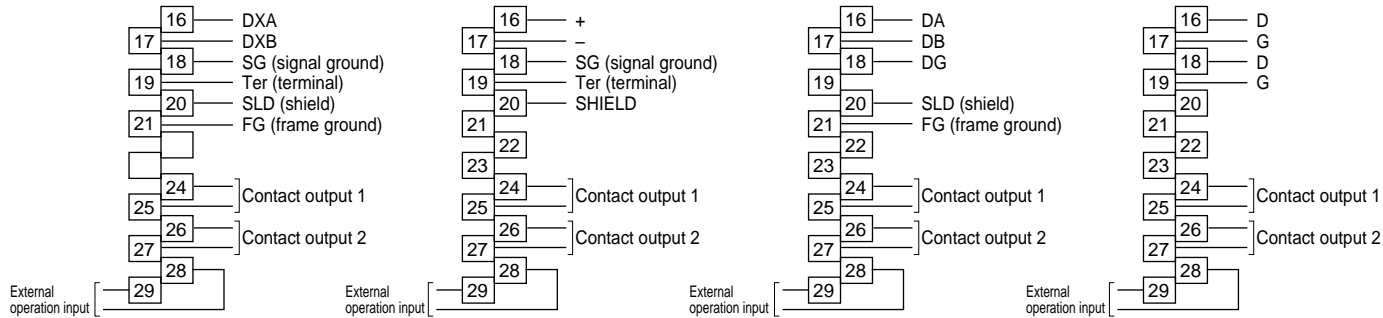 16 DXA
17 DXB
18 SG (signal ground)
19 Ter (terminal)
20 SLD (shield)
21 FG (frame ground)
24
Contact output 1
25
26
Contact output 2
27
28
External
29
operation input
16 +
17 –
18 SG (signal ground)
19 Ter (terminal)
20 SHIELD
21
22
23
24
Contact output 1
25
26
Contact output 2
27
28
External
29
operation input
16 DA
17 DB
18 DG
19
20 SLD (shield)
21 FG (frame ground)
22
23
24
Contact output 1
25
26
Contact output 2
27
28
External
29
operation input
16 D
17 G
18 D
19 G
20
21
22
23
24
Contact output 1
25
26
Contact output 2
27
28
External
29
operation input